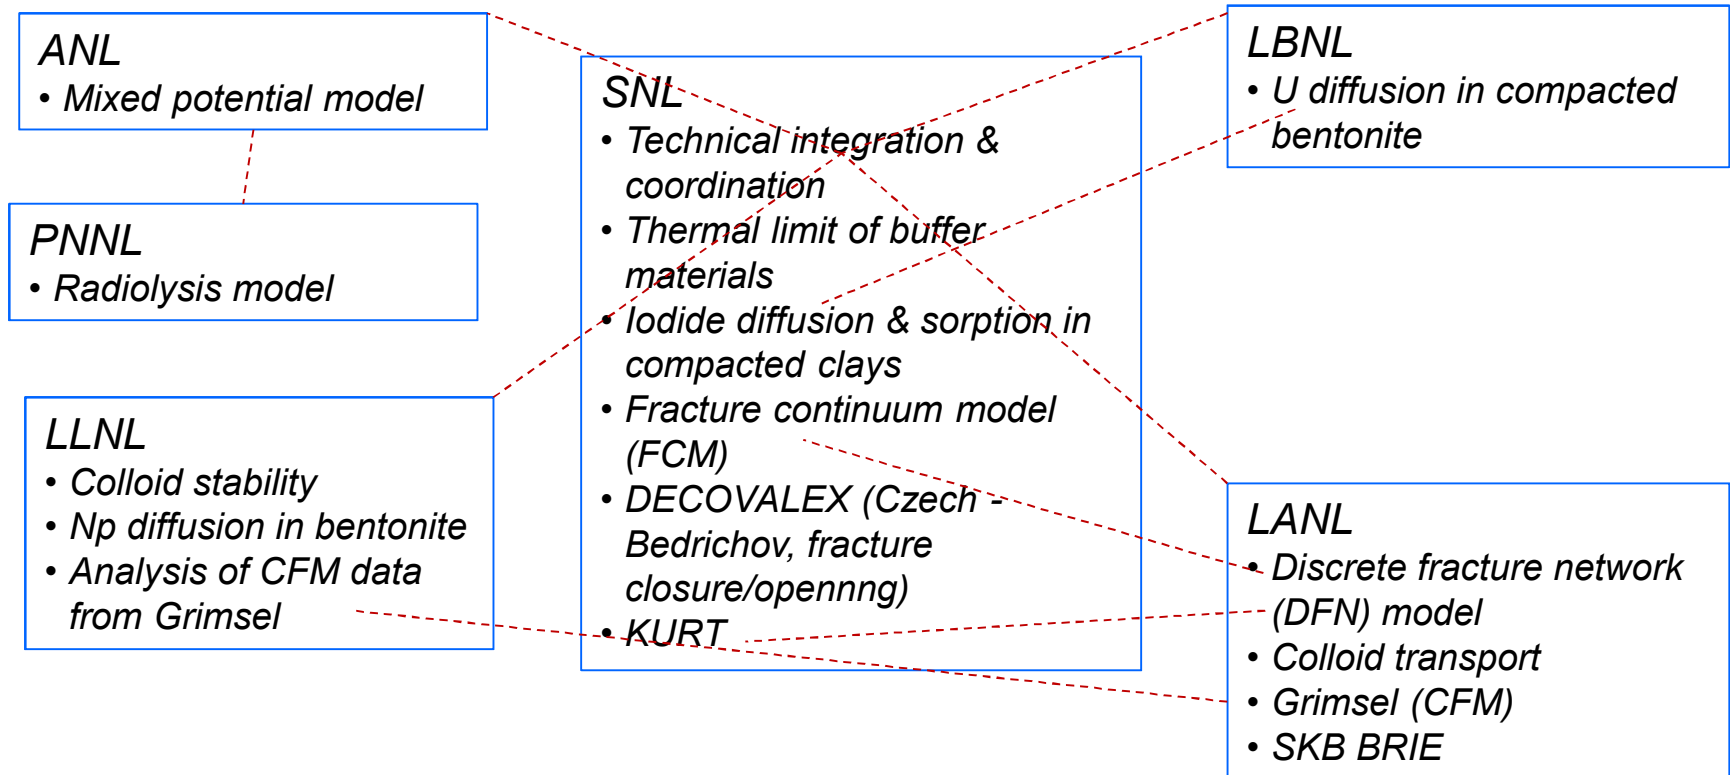 ANL
• Mixed potential model
PNNL
• Radiolysis model
LLNL
• Colloid stability
• Np diffusion in bentonite
• Analysis of CFM data
from Grimsel
SNL
• Technical integration &
coordination
• Thermal limit of buffer
materials
• Iodide diffusion & sorption in
compacted clays
• Fracture continuum model
(FCM)
• DECOVALEX (Czech -
Bedrichov, fracture
closure/opennng)
• KURT
LBNL
• U diffusion in compacted
bentonite
LANL
• Discrete fracture network
(DFN) model
• Colloid transport
• Grimsel (CFM)
• SKB BRIE